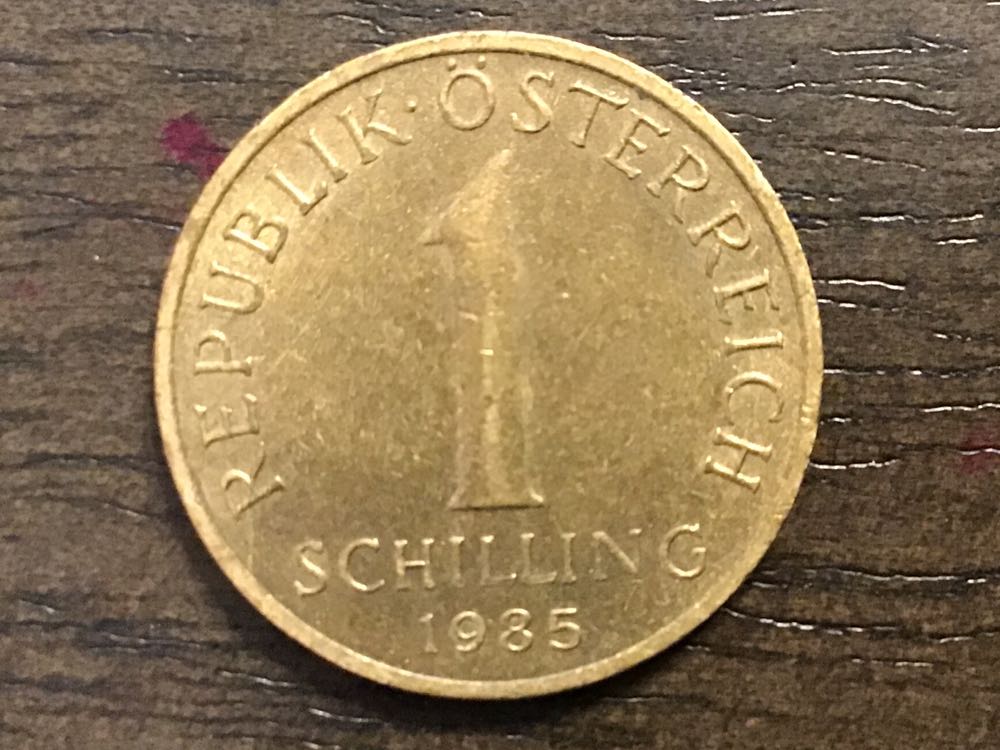 REPUBLIK · ÖSTERREICH
1
SCHILLING
1985